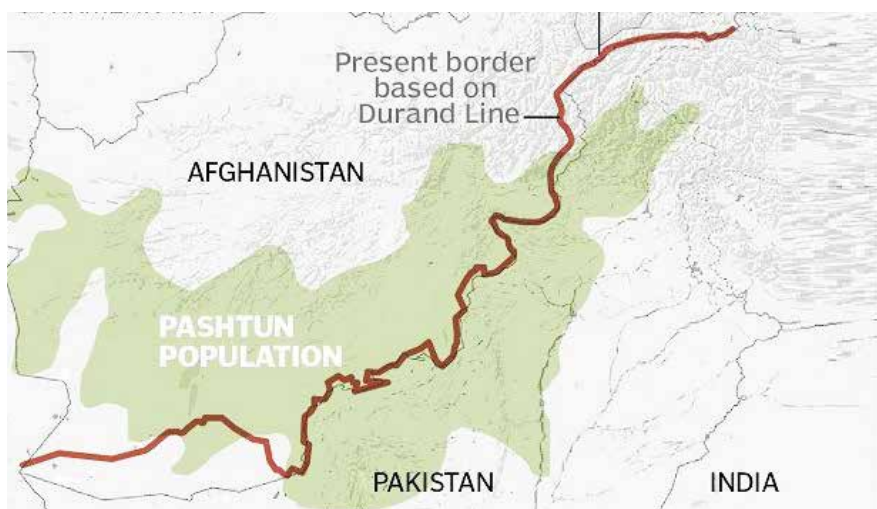 Present border
based on
Durand Line
AFGHANISTAN
PASHTUN
POPULATION
PAKISTAN
INDIA